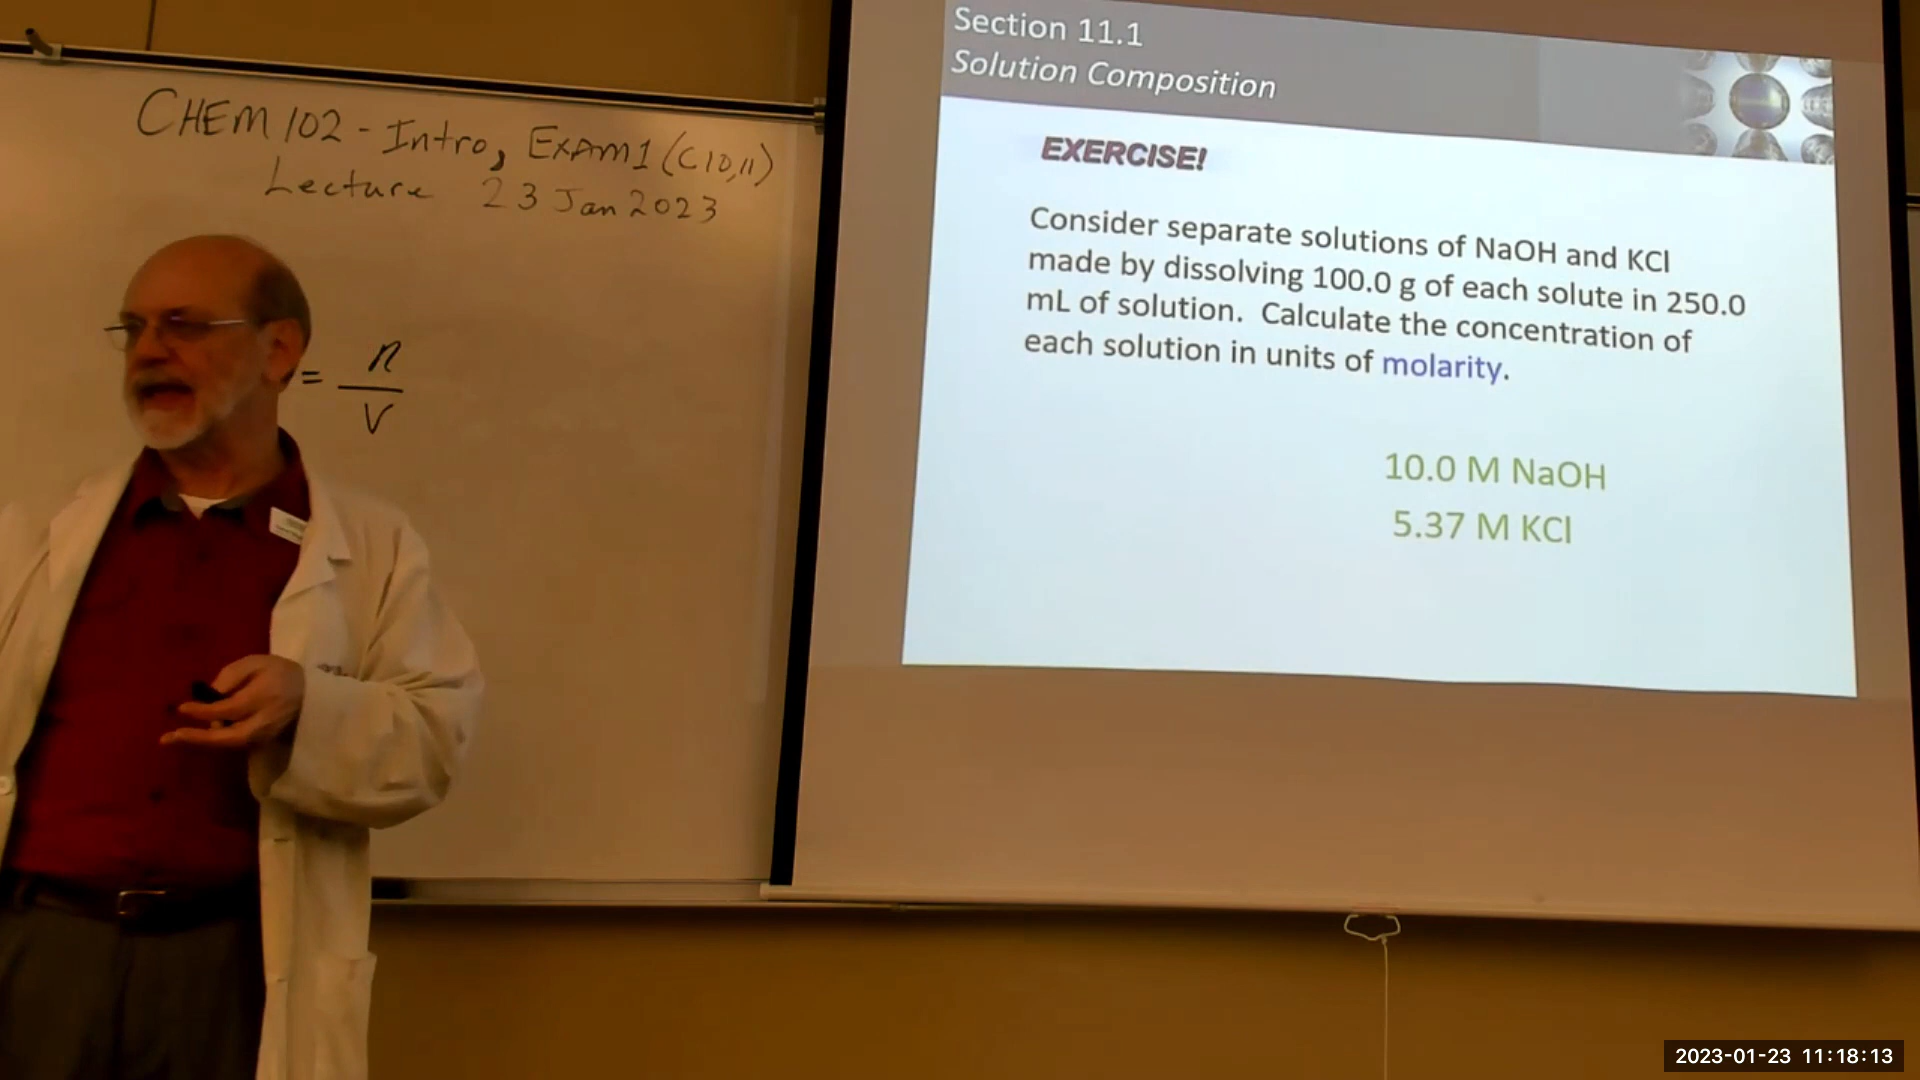 CHEM 102 - Intro, EXAM 1 (C10,11)
Lecture 23 Jan 2023
= n
V
Section 11.1
Solution Composition
EXERCISE!
Consider separate solutions of NaOH and KCl
made by dissolving 100.0 g of each solute in 250.0
mL of solution. Calculate the concentration of
each solution in units of molarity.
10.0 M NaOH
5.37 M KCl
2023-01-23 11:18:13